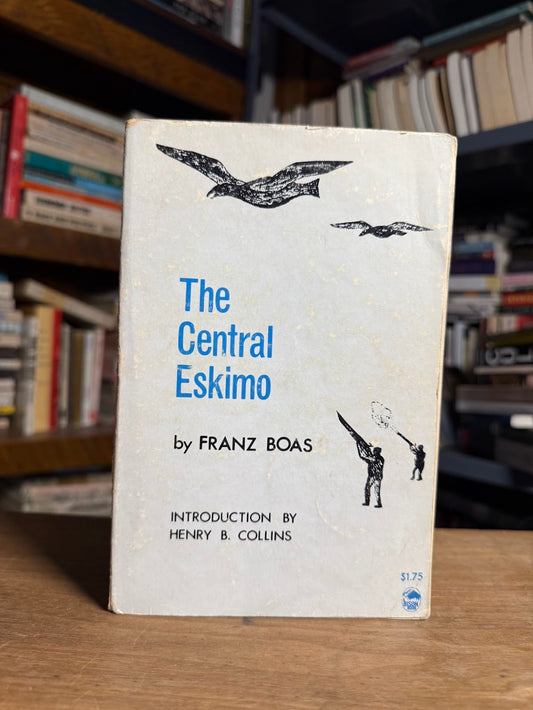 The
Central
Eskimo
by FRANZ BOAS
INTRODUCTION BY
HENRY B. COLLINS
$1.75